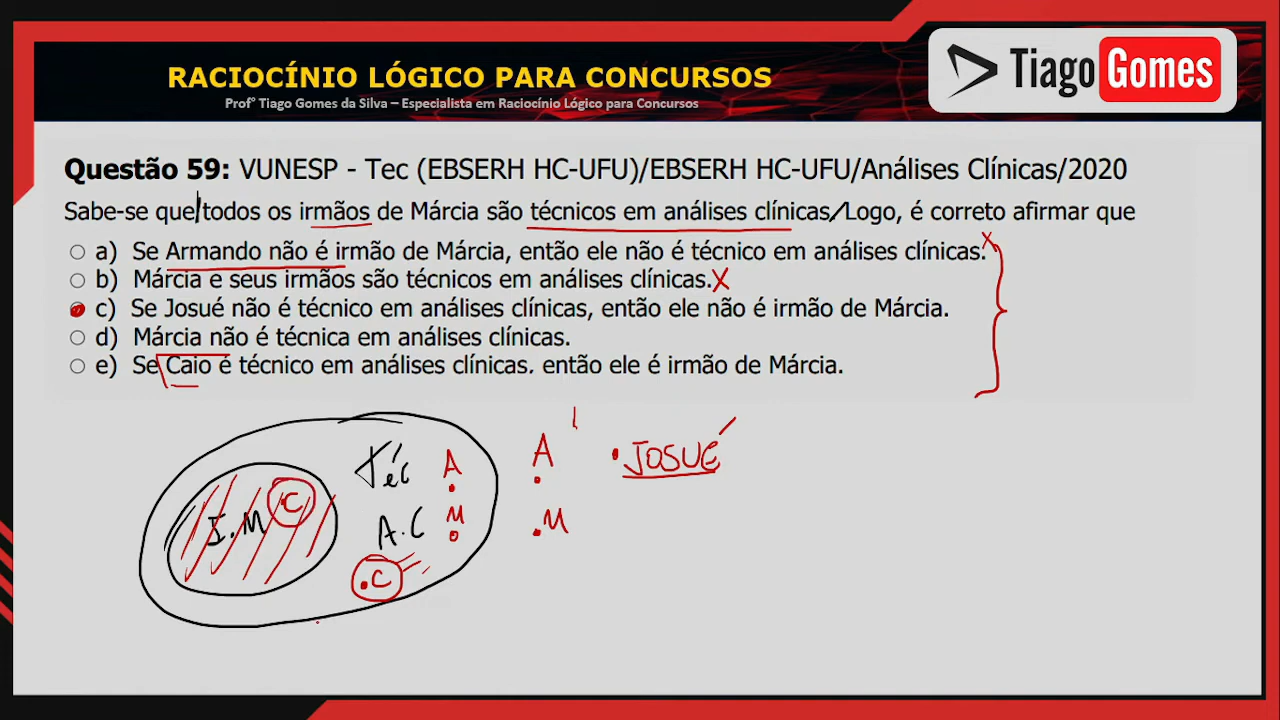 RACIOCÍNIO LÓGICO PARA CONCURSOS
Prof° Tiago Gomes da Silva – Especialista em Raciocínio Lógico para Concursos
Tiago Gomes
Questão 59: VUNESP - Tec (EBSERH HC-UFU)/EBSERH HC-UFU/Análises Clínicas/2020
Sabe-se que todos os irmãos de Márcia são técnicos em análises clínicas. Logo, é correto afirmar que
a) Se Armando não é irmão de Márcia, então ele não é técnico em análises clínicas. X
b) Márcia e seus irmãos são técnicos em análises clínicas. X
c) Se Josué não é técnico em análises clínicas, então ele não é irmão de Márcia.
d) Márcia não é técnica em análises clínicas.
e) Se Caio é técnico em análises clínicas, então ele é irmão de Márcia.
Téc A A JOSUÉ
I.M C A.C M M
C